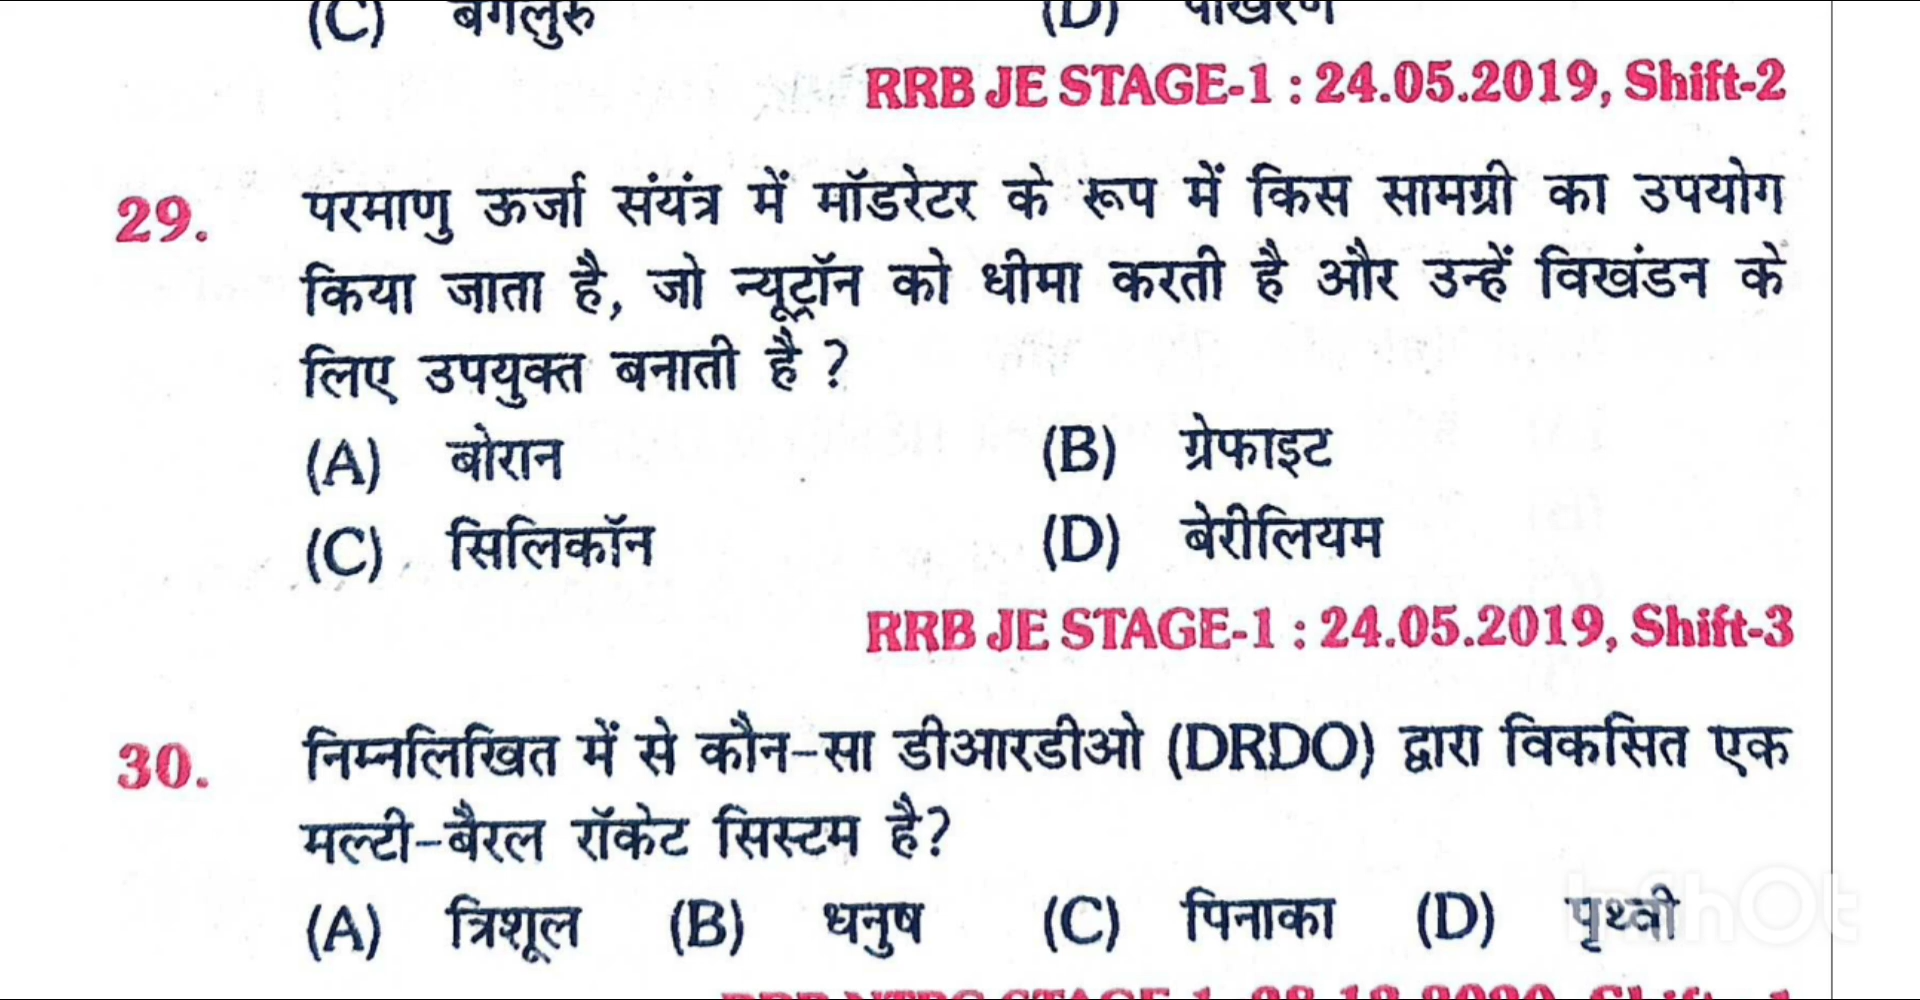 (C) बंगलुरु (D) पोखरण
RRB JE STAGE-1 : 24.05.2019, Shift-2
29. परमाणु ऊर्जा संयंत्र में मॉडरेटर के रूप में किस सामग्री का उपयोग
किया जाता है, जो न्यूट्रॉन को धीमा करती है और उन्हें विखंडन के
लिए उपयुक्त बनाती है ?
(A) बोरान (B) ग्रेफाइट
(C) सिलिकॉन (D) बेरीलियम
RRB JE STAGE-1 : 24.05.2019, Shift-3
30. निम्नलिखित में से कौन-सा डीआरडीओ (DRDO) द्वारा विकसित एक
मल्टी-बैरल रॉकेट सिस्टम है?
(A) त्रिशूल (B) धनुष (C) पिनाका (D) पृथ्वी
InShOt